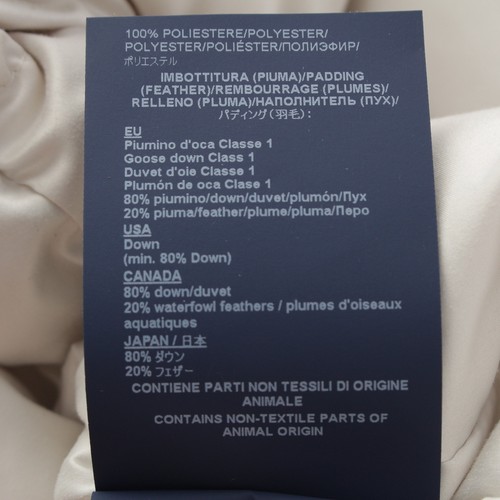 100% POLIESTERE/POLYESTER/
POLYESTER/POLIÉSTER/ПОЛИЭФИР/
ポリエステル
IMBOTTITURA (PIUMA)/PADDING
(FEATHER)/REMBOURRAGE (PLUMES)/
RELLENO (PLUMA)/НАПОЛНИТЕЛЬ (ПУХ)/
パディング(羽毛):
EU
Piumino d'oca Classe 1
Goose down Class 1
Duvet d'oie Classe 1
Plumón de oca Clase 1
80% piumino/down/duvet/plumón/Пух
20% piuma/feather/plume/pluma/Перо
USA
Down
(min. 80% Down)
CANADA
80% down/duvet
20% waterfowl feathers / plumes d'oiseaux
aquatiques
JAPAN / 日本
80% ダウン
20% フェザー
CONTIENE PARTI NON TESSILI DI ORIGINE
ANIMALE
CONTAINS NON-TEXTILE PARTS OF
ANIMAL ORIGIN